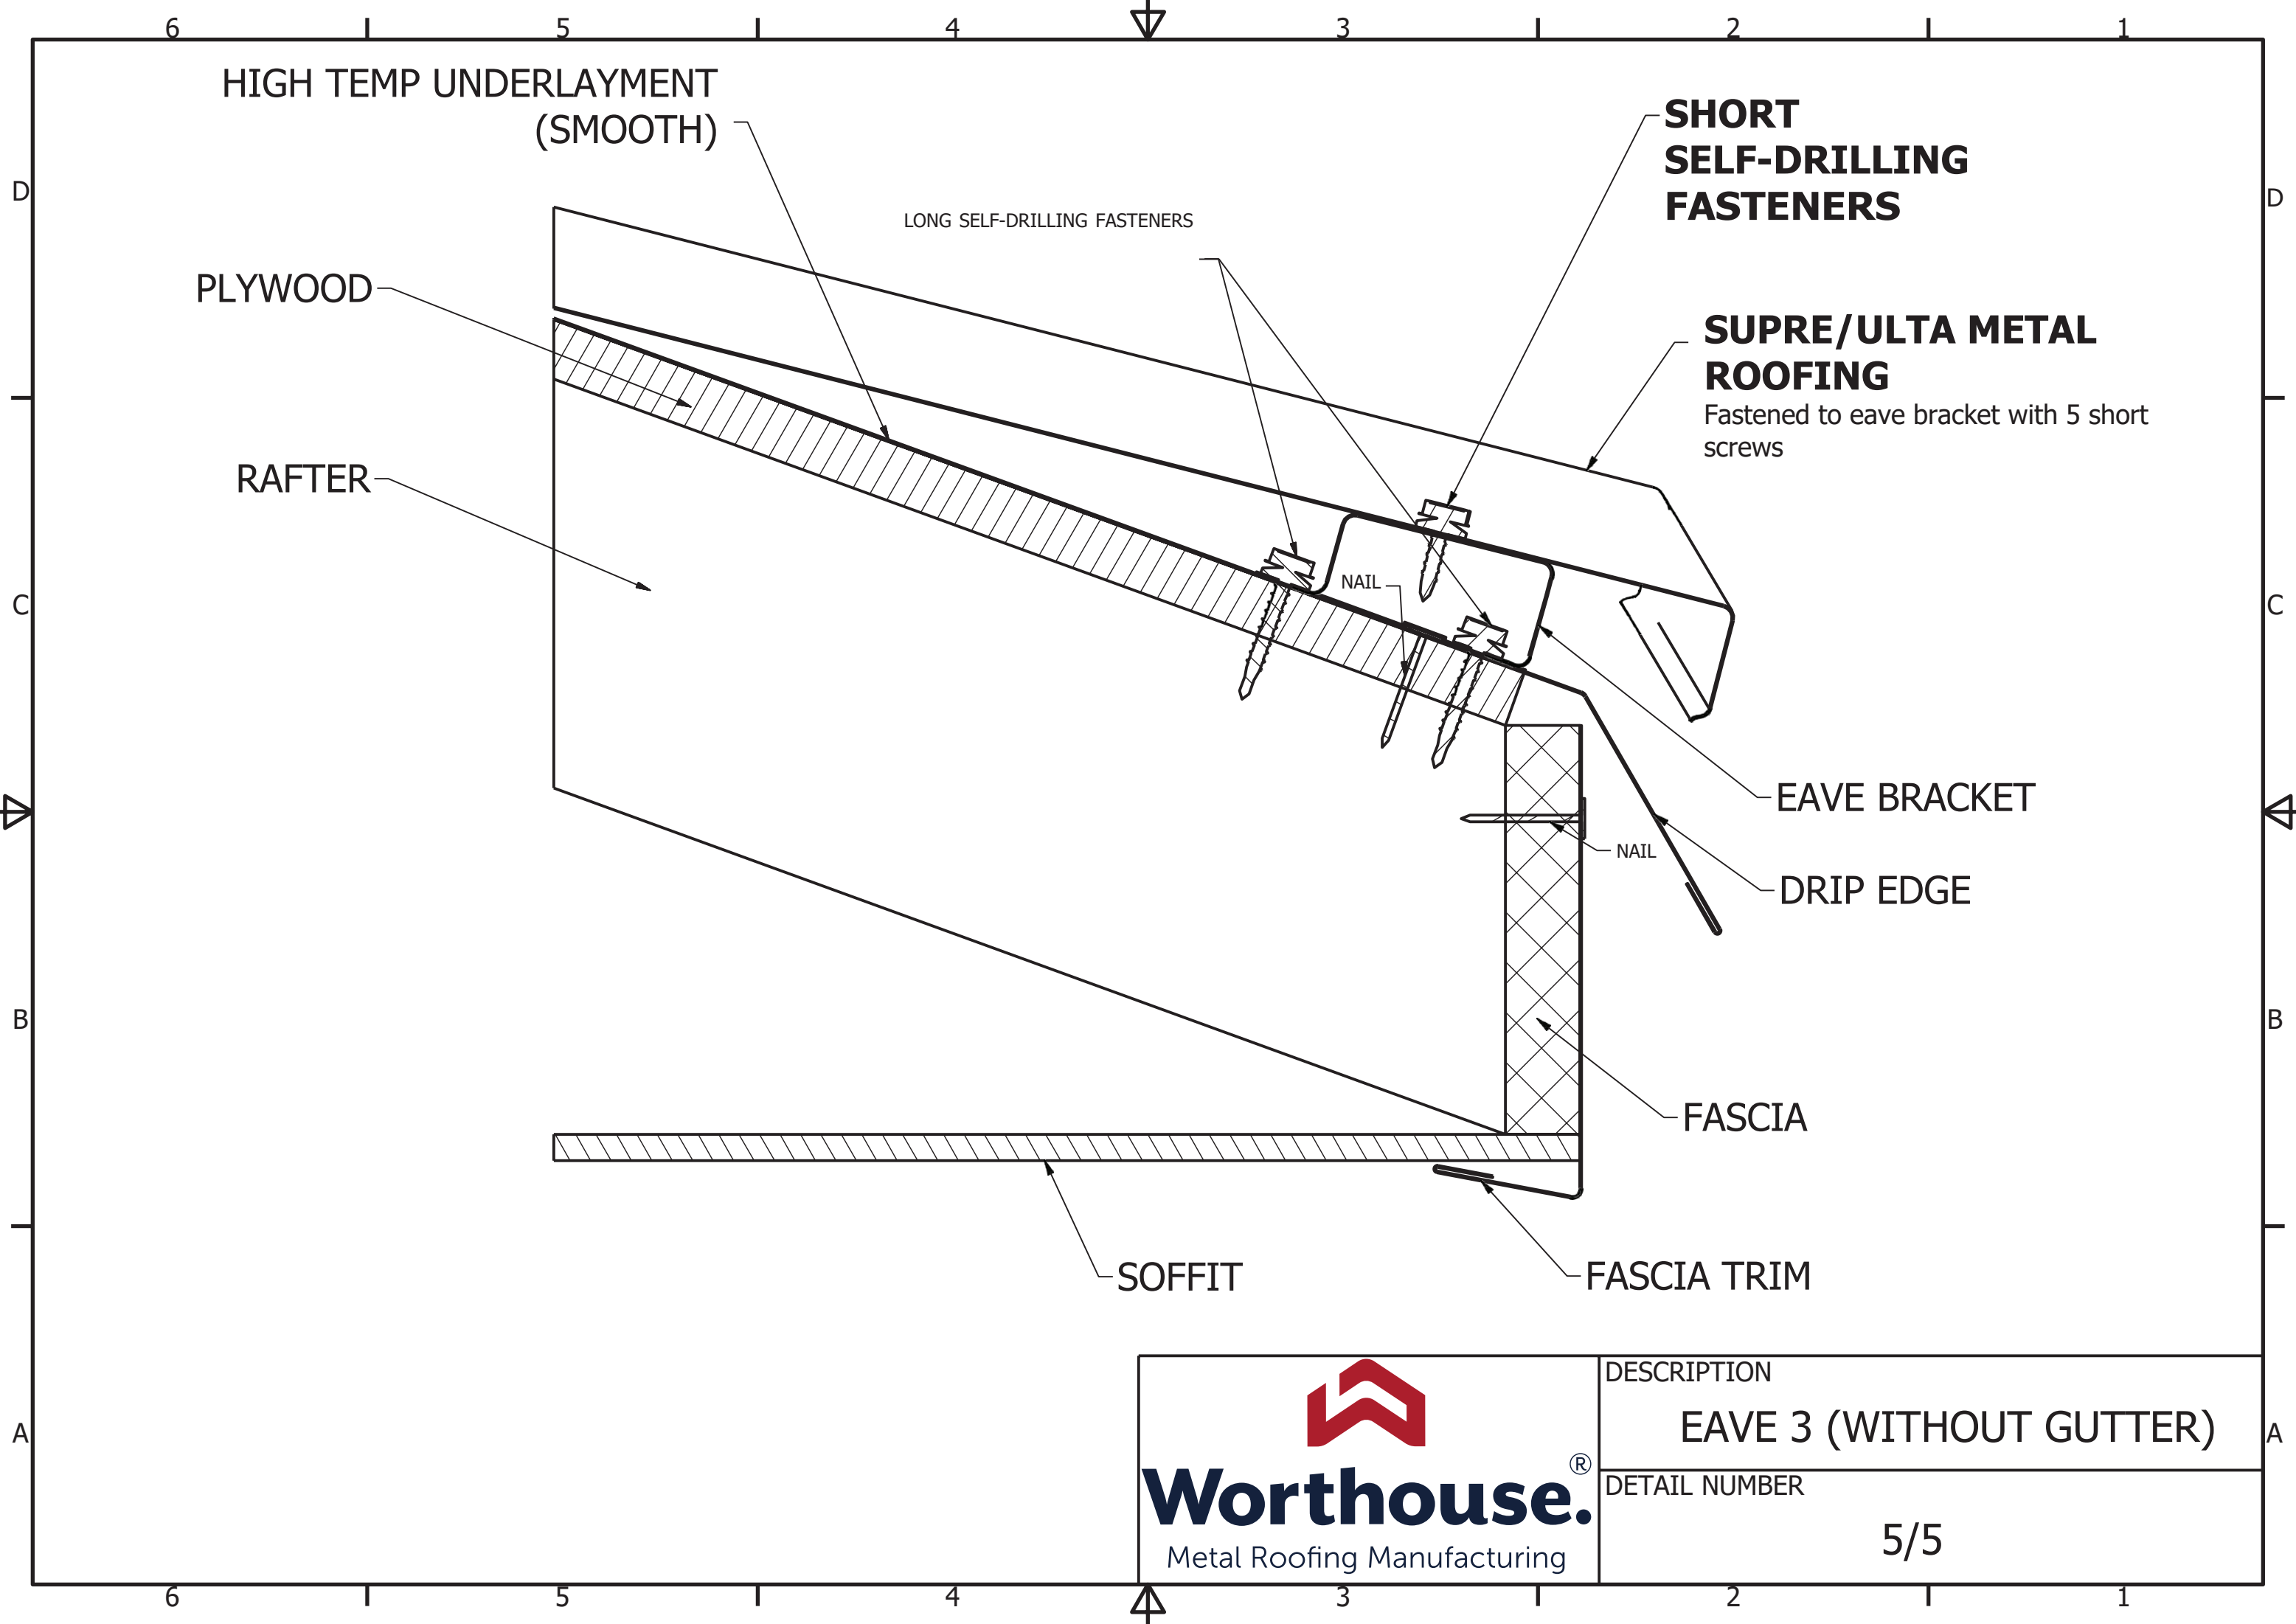 6 5 4 3 2 1
HIGH TEMP UNDERLAYMENT
(SMOOTH)
SHORT
SELF-DRILLING
FASTENERS
D D
LONG SELF-DRILLING FASTENERS
PLYWOOD
SUPRE/ULTA METAL
ROOFING
Fastened to eave bracket with 5 short
screws
RAFTER
NAIL
C C
EAVE BRACKET
NAIL
DRIP EDGE
B B
FASCIA
SOFFIT
FASCIA TRIM
DESCRIPTION
EAVE 3 (WITHOUT GUTTER)
A A
Worthouse.®
DETAIL NUMBER
5/5
Metal Roofing Manufacturing
6 5 4 3 2 1